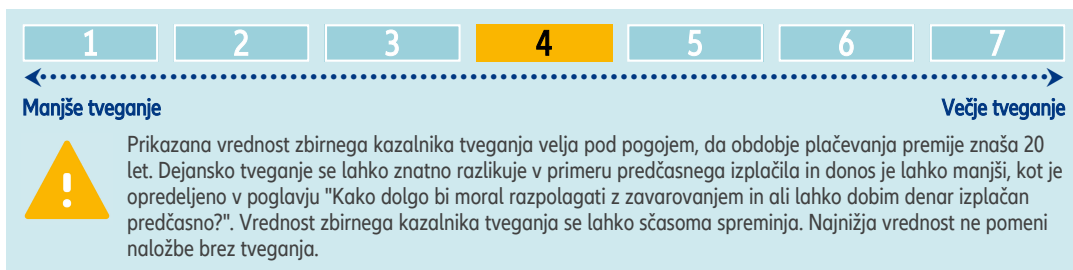 1 2 3 4 5 6 7
Manjše tveganje Večje tveganje
Prikazana vrednost zbirnega kazalnika tveganja velja pod pogojem, da obdobje plačevanja premije znaša 20
let. Dejansko tveganje se lahko znatno razlikuje v primeru predčasnega izplačila in donos je lahko manjši, kot je
opredeljeno v poglavju "Kako dolgo bi moral razpolagati z zavarovanjem in ali lahko dobim denar izplačan
predčasno?". Vrednost zbirnega kazalnika tveganja se lahko sčasoma spreminja. Najnižja vrednost ne pomeni
naložbe brez tveganja.